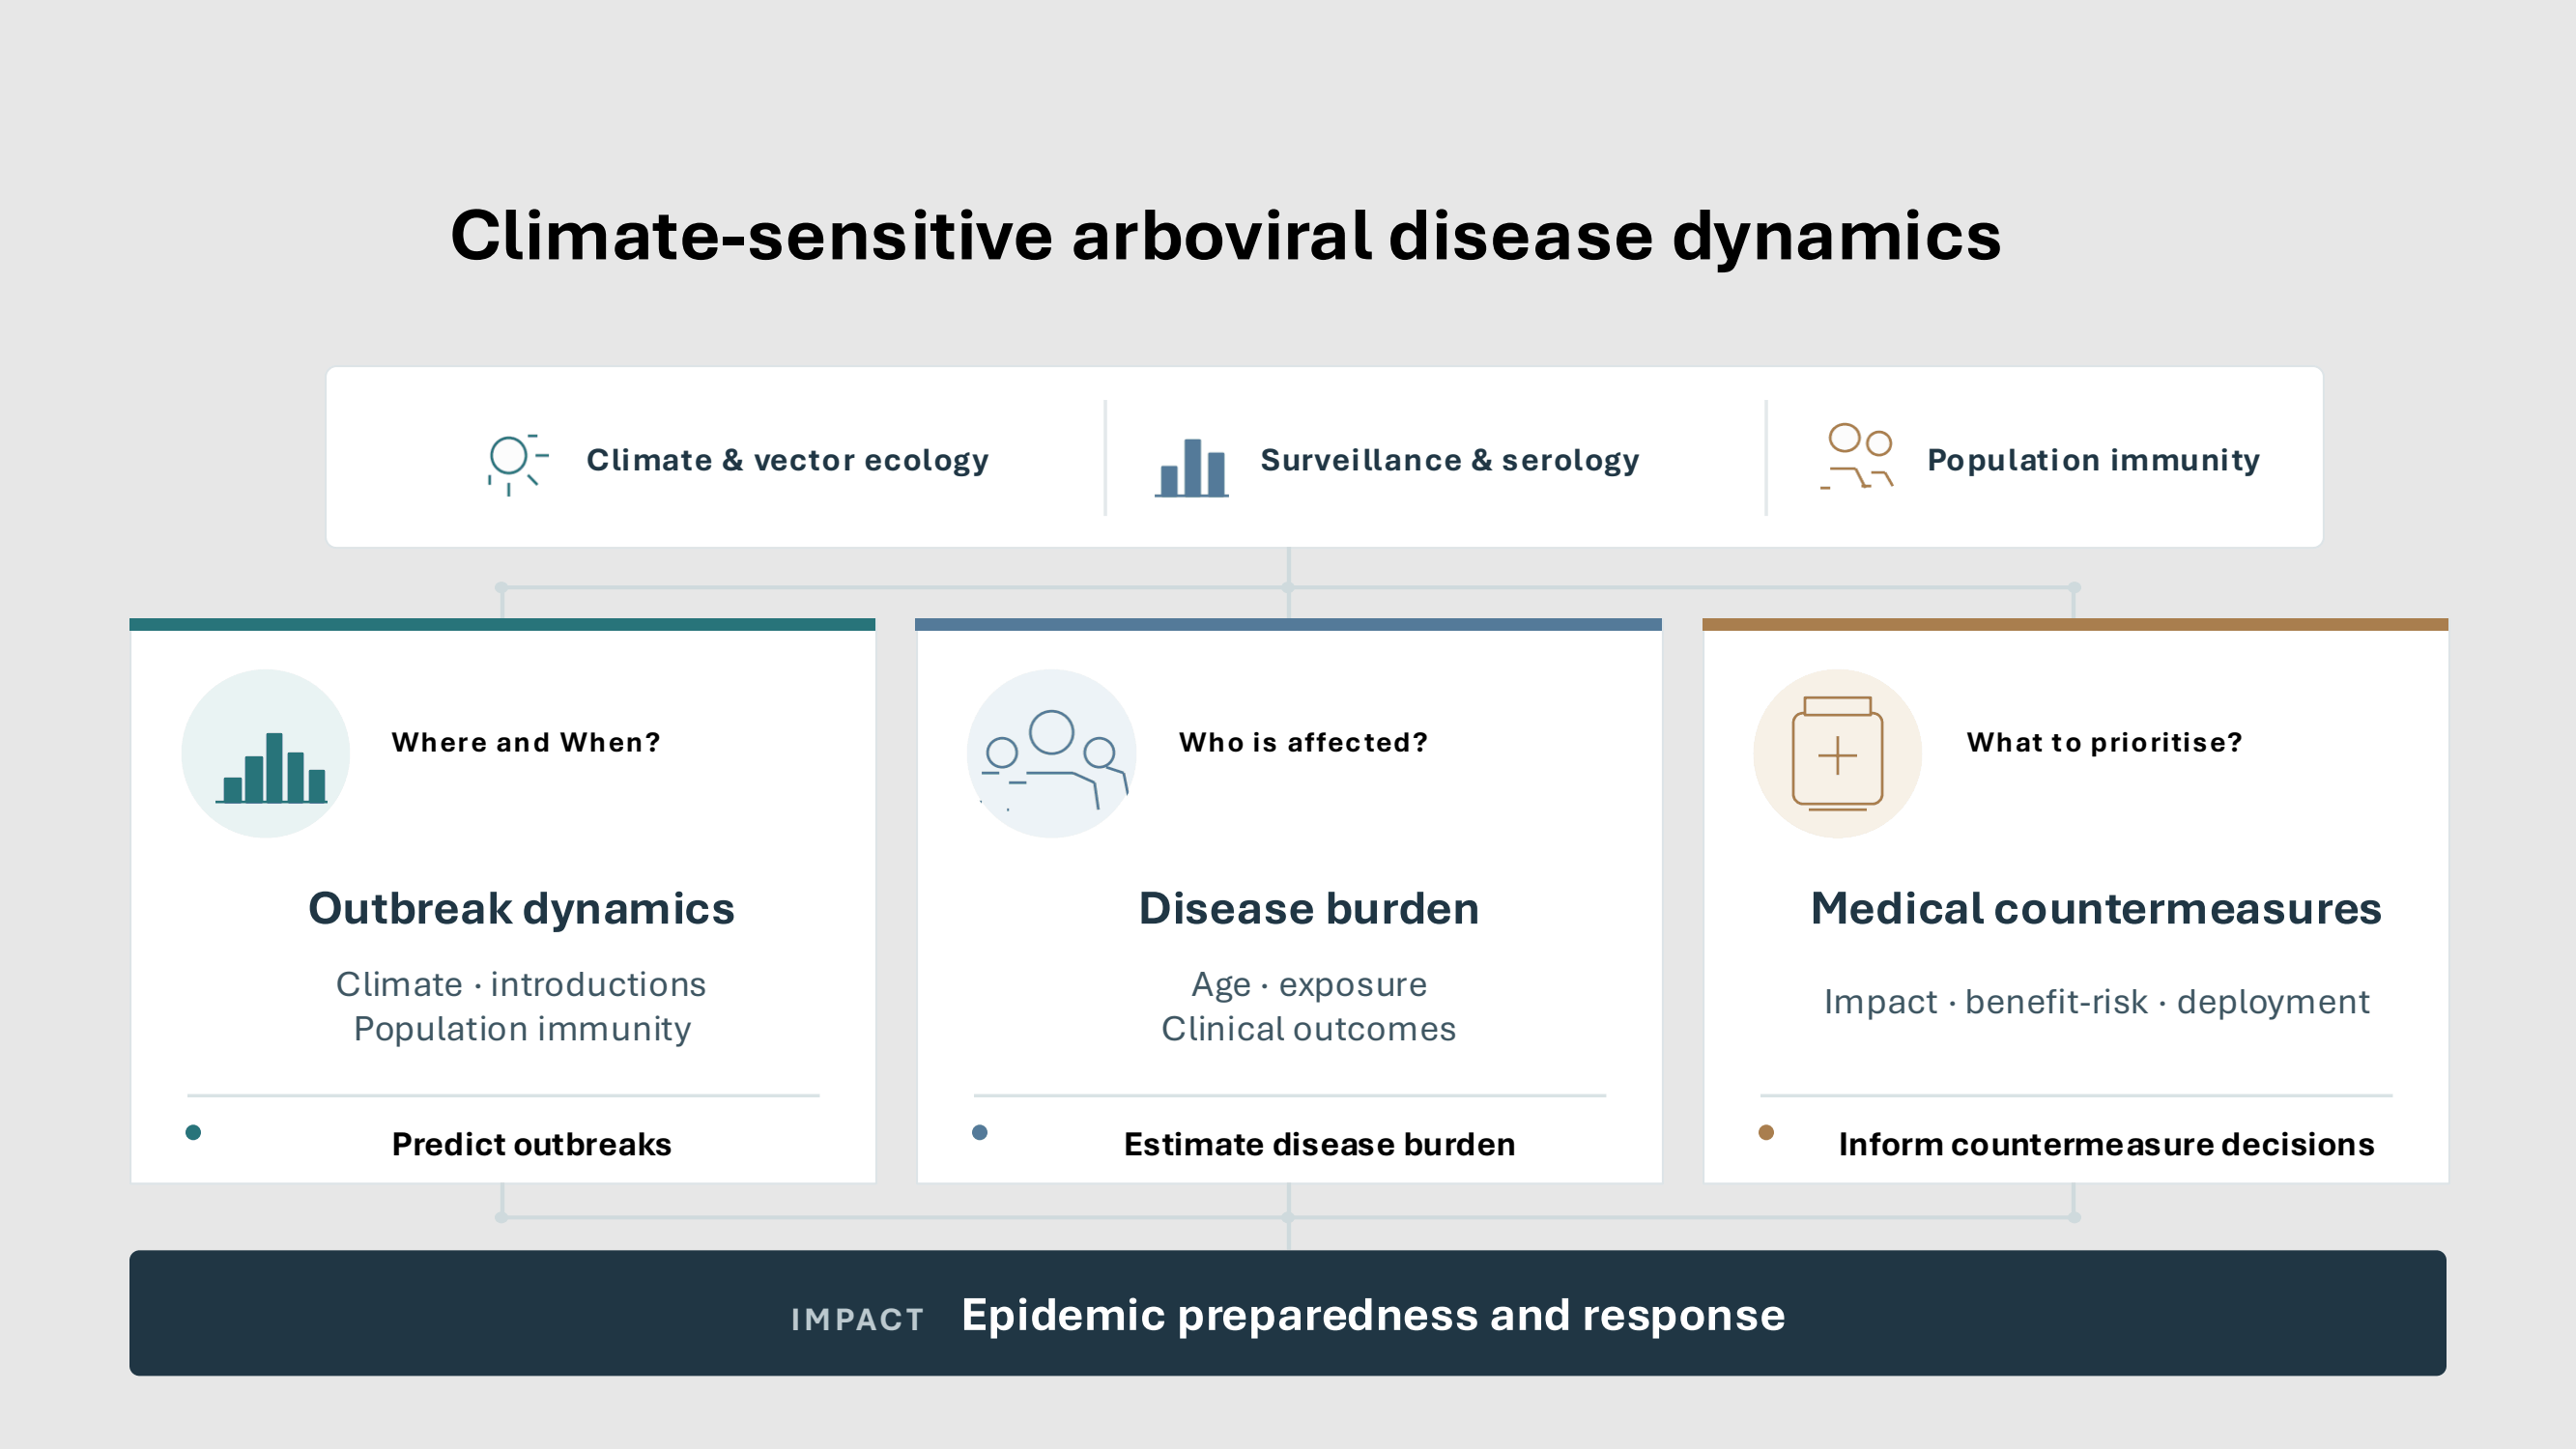 Climate-sensitive arboviral disease dynamics
Climate & vector ecology
Surveillance & serology
Population immunity
Where and When?
Outbreak dynamics
Climate · introductions
Population immunity
Predict outbreaks
Who is affected?
Disease burden
Age · exposure
Clinical outcomes
Estimate disease burden
What to prioritise?
Medical countermeasures
Impact · benefit-risk · deployment
Inform countermeasure decisions
IMPACT Epidemic preparedness and response